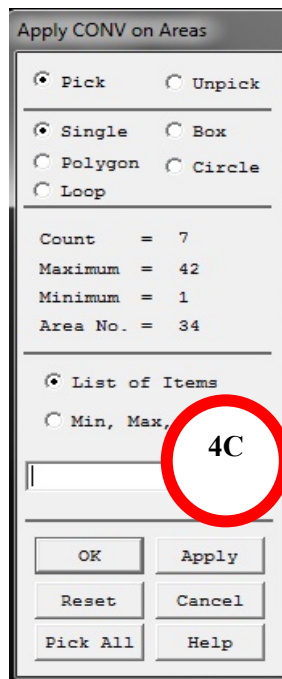 Apply CONV on Areas
Pick Unpick
Single Box
Polygon Circle
Loop
Count = 7
Maximum = 42
Minimum = 1
Area No. = 34
List of Items
Min, Max,
4C
OK Apply
Reset Cancel
Pick All Help